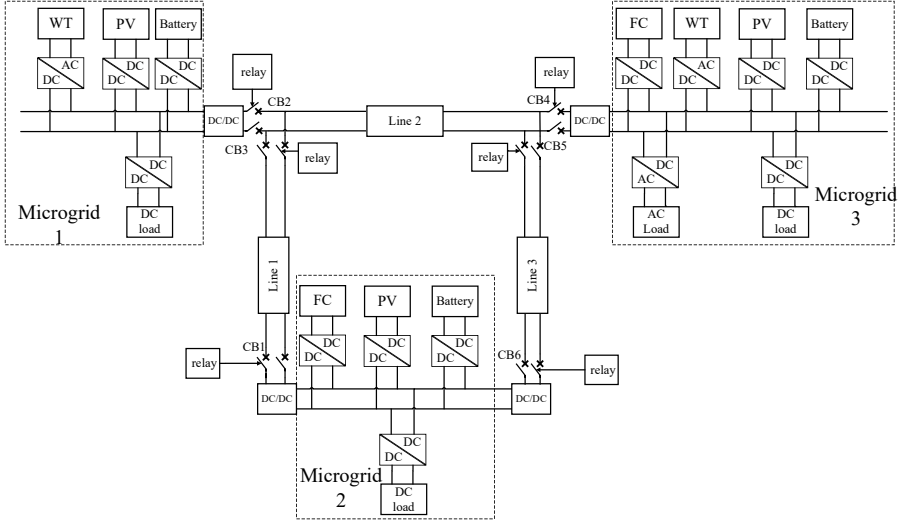 WT PV Battery
AC DC DC
DC DC DC
DC/DC
DC
DC
DC
load
Microgrid
1
relay
CB2
CB3
relay
Line 2
relay
CB4
CB5
relay
DC/DC
FC WT PV Battery
DC AC DC DC
DC DC DC DC
DC DC
AC DC
AC DC
Load load
Microgrid
3
Line 1
Line 3
CB1
relay
DC/DC
FC PV Battery
DC DC DC
DC DC DC
CB6
relay
DC/DC
DC
DC
DC
load
Microgrid
2